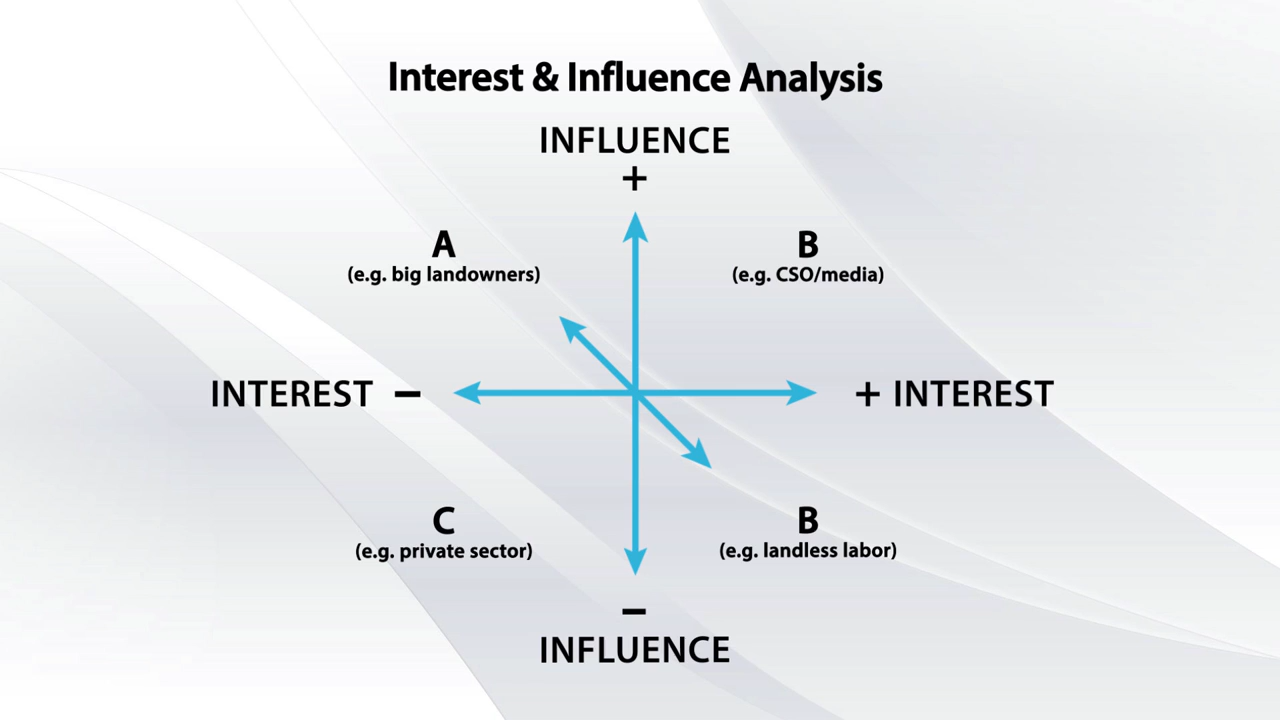 Interest & Influence Analysis
INFLUENCE
+
A
(e.g. big landowners)
B
(e.g. CSO/media)
INTEREST −
+ INTEREST
C
(e.g. private sector)
B
(e.g. landless labor)
−
INFLUENCE